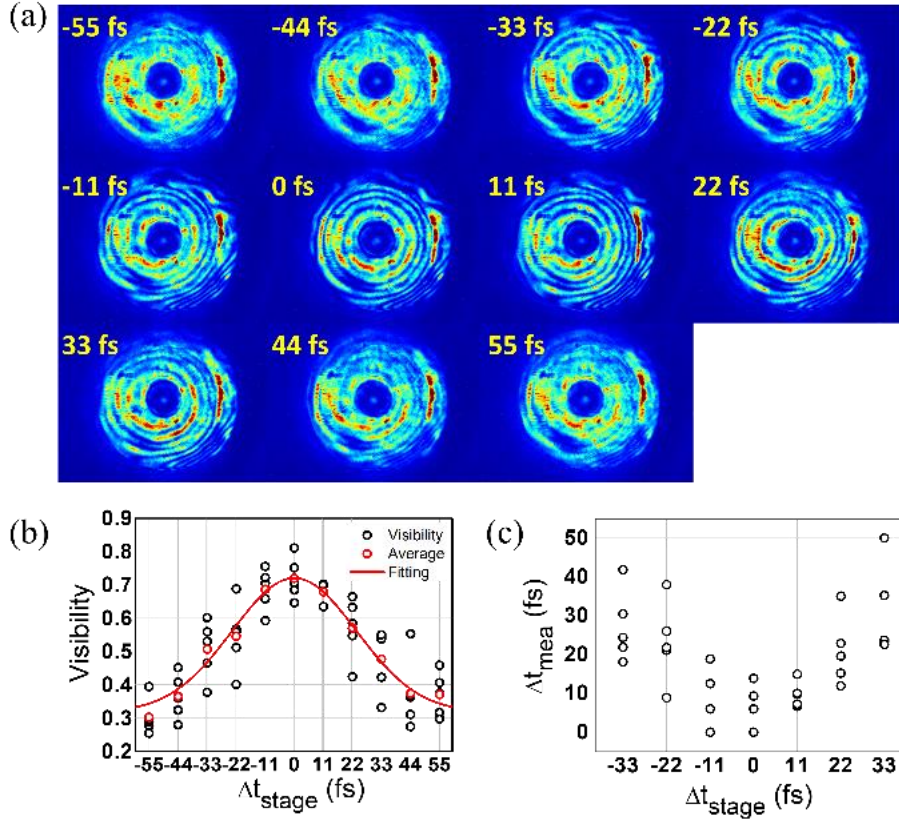 (a)
-55 fs -44 fs -33 fs -22 fs
-11 fs 0 fs 11 fs 22 fs
33 fs 44 fs 55 fs
(b)
Visibility
0.9
0.8
0.7
0.6
0.5
0.4
0.3
0.2
Visibility
Average
Fitting
-55 -44 -33 -22 -11 0 11 22 33 44 55
Δt_stage (fs)
(c)
Δt_mea (fs)
50
40
30
20
10
0
-33 -22 -11 0 11 22 33
Δt_stage (fs)